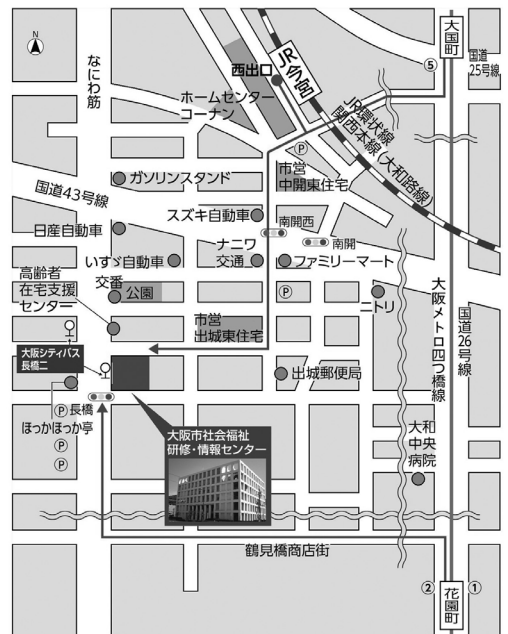 N
なにわ筋
西出口
JR今宮
大国町
⑤
国道
25号線
ホームセンター
コーナン
JR環状線
関西本線(大和路線)
Ⓟ
市営
中開東住宅
ガソリンスタンド
国道43号線
スズキ自動車
南開西
南開
日産自動車
いすゞ自動車
ナニワ
交通
ファミリーマート
高齢者
在宅支援
センター
交番
公園
Ⓟ
ニトリ
大阪メトロ四つ橋線
国道26号線
市営
出城東住宅
大阪シティバス
長橋二
出城郵便局
Ⓟ
長橋
ほっかほっか亭
Ⓟ
Ⓟ
大阪市社会福祉
研修・情報センター
大和
中央
病院
鶴見橋商店街
②
花園町
①